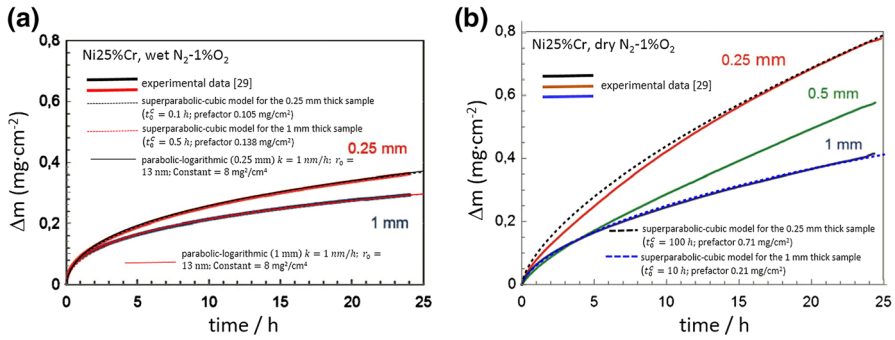 (a)
0,8
0,6
0,4
0,2
0
0
5
10
15
20
25
Δm (mg·cm⁻²)
time / h
Ni25%Cr, wet N₂-1%O₂
experimental data [29]
superparabolic-cubic model for the 0.25 mm thick sample
(t_c^c = 0.1 h; prefactor 0.105 mg/cm²)
superparabolic-cubic model for the 1 mm thick sample
(t_c^c = 0.5 h; prefactor 0.138 mg/cm²)
0.25 mm
parabolic-logarithmic (0.25 mm) k = 1 nm/h; r₀ =
13 nm: Constant = 8 mg²/cm⁴
1 mm
parabolic-logarithmic (1 mm) k = 1 nm/h; r₀ =
13 nm: Constant = 8 mg²/cm⁴
(b)
0,8
0,6
0,4
0,2
0
0
5
10
15
20
25
Δm (mg·cm⁻²)
time / h
Ni25%Cr, dry N₂-1%O₂
0.25 mm
experimental data [29]
0.5 mm
1 mm
superparabolic-cubic model for the 0.25 mm thick sample
(t_c^c = 100 h; prefactor 0.71 mg/cm²)
superparabolic-cubic model for the 1 mm thick sample
(t_c^c = 10 h; prefactor 0.21 mg/cm²)